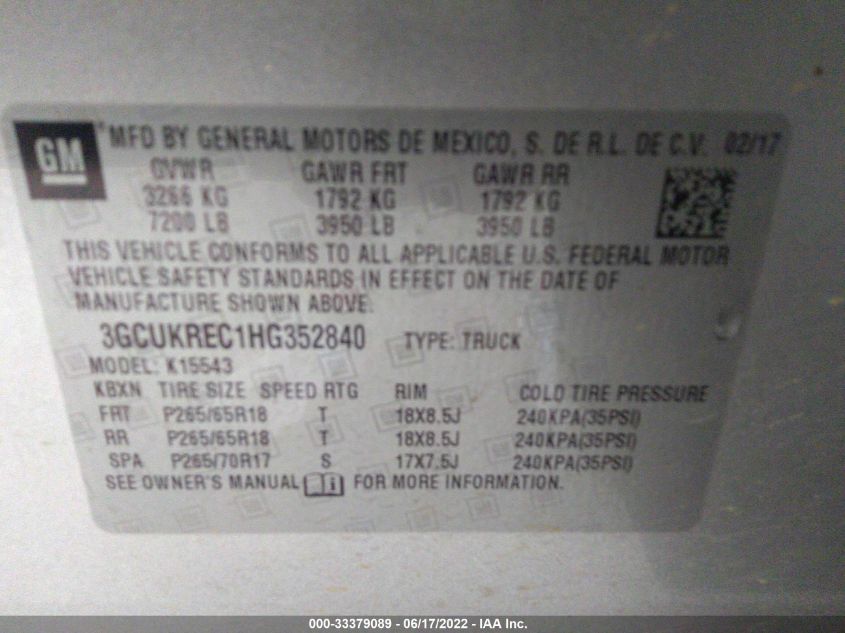 GM
® MFD BY GENERAL MOTORS DE MEXICO, S. DE R.L. DE C.V. 02/17
GVWR GAWR FRT GAWR RR
3266 KG 1792 KG 1792 KG
7200 LB 3950 LB 3950 LB
THIS VEHICLE CONFORMS TO ALL APPLICABLE U.S. FEDERAL MOTOR
VEHICLE SAFETY STANDARDS IN EFFECT ON THE DATE OF
MANUFACTURE SHOWN ABOVE.
3GCUKREC1HG352840 TYPE: TRUCK
MODEL: K15543
KBXN TIRE SIZE SPEED RTG RIM COLD TIRE PRESSURE
FRT P265/65R18 T 18X8.5J 240KPA(35PSI)
RR P265/65R18 T 18X8.5J 240KPA(35PSI)
SPA P265/70R17 S 17X7.5J 240KPA(35PSI)
SEE OWNER'S MANUAL i FOR MORE INFORMATION.
000-33379089 - 06/17/2022 - IAA Inc.